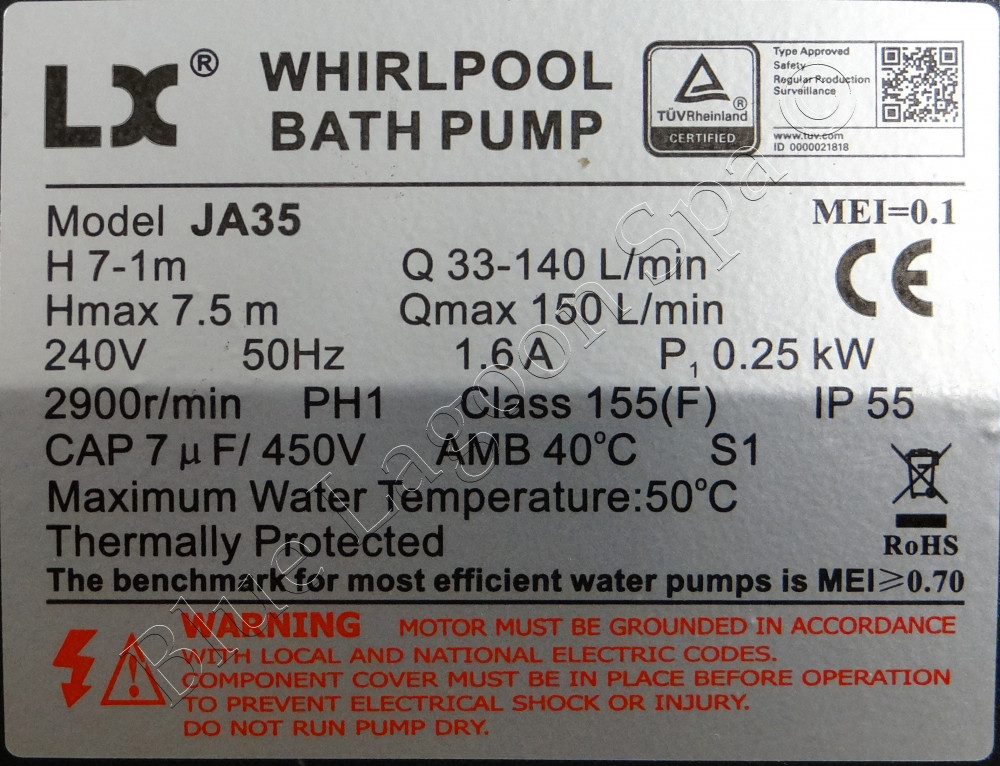 LX® WHIRLPOOL
BATH PUMP
TÜVRheinland®
CERTIFIED
Type Approved
Safety
Regular Production
Surveillance
www.tuv.com
ID 0000021818
Model JA35
MEI=0.1
H 7-1m Q 33-140 L/min
CE
Hmax 7.5 m Qmax 150 L/min
240V 50Hz 1.6A P₁ 0.25 kW
2900r/min PH1 Class 155(F) IP 55
CAP 7 μF/ 450V AMB 40°C S1
Maximum Water Temperature:50°C
Thermally Protected
RoHS
The benchmark for most efficient water pumps is MEI≥0.70
WARNING MOTOR MUST BE GROUNDED IN ACCORDANCE
WITH LOCAL AND NATIONAL ELECTRIC CODES.
COMPONENT COVER MUST BE IN PLACE BEFORE OPERATION
TO PREVENT ELECTRICAL SHOCK OR INJURY.
DO NOT RUN PUMP DRY.
Blue Lagoon Spa ©